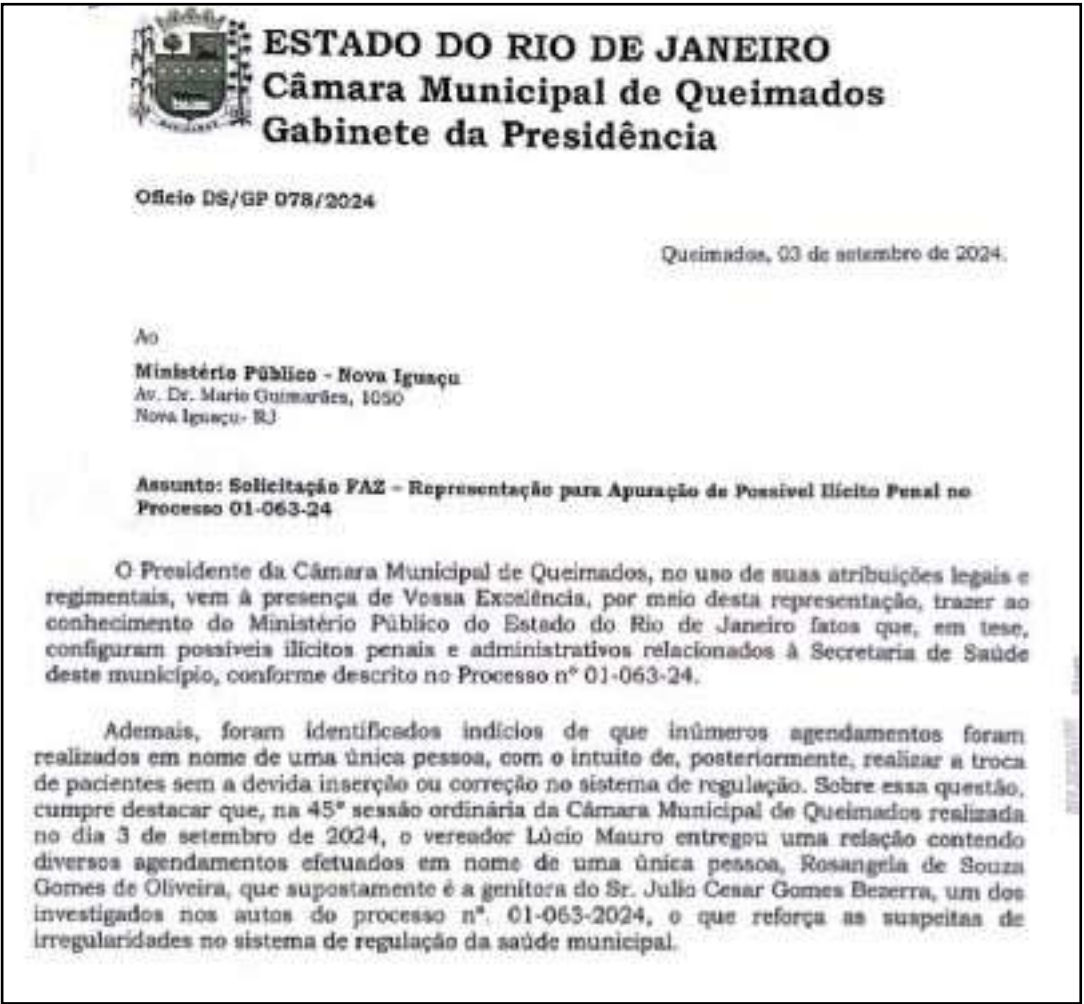 ESTADO DO RIO DE JANEIRO
Câmara Municipal de Queimados
Gabinete da Presidência
Ofício DS/GP 078/2024
Queimados, 03 de setembro de 2024.
Ao
Ministério Público - Nova Iguaçu
Av. Dr. Mario Guimarães, 1050
Nova Iguaçu- RJ
Assunto: Solicitação FAZ - Representação para Apuração de Possível Ilícito Penal no
Processo 01-063-24
O Presidente da Câmara Municipal de Queimados, no uso de suas atribuições legais e
regimentais, vem à presença de Vossa Excelência, por meio desta representação, trazer ao
conhecimento do Ministério Público do Estado do Rio de Janeiro fatos que, em tese,
configuram possíveis ilícitos penais e administrativos relacionados à Secretaria de Saúde
deste município, conforme descrito no Processo nº 01-063-24.
Ademais, foram identificados indícios de que inúmeros agendamentos foram
realizados em nome de uma única pessoa, com o intuito de, posteriormente, realizar a troca
de pacientes sem a devida inserção ou correção no sistema de regulação. Sobre essa questão,
cumpre destacar que, na 45ª sessão ordinária da Câmara Municipal de Queimados realizada
no dia 3 de setembro de 2024, o vereador Lúcio Mauro entregou uma relação contendo
diversos agendamentos efetuados em nome de uma única pessoa, Rosangela de Souza
Gomes de Oliveira, que supostamente é a genitora do Sr. Julio Cesar Gomes Bezerra, um dos
investigados nos autos do processo nº. 01-063-2024, o que reforça as suspeitas de
irregularidades no sistema de regulação da saúde municipal.